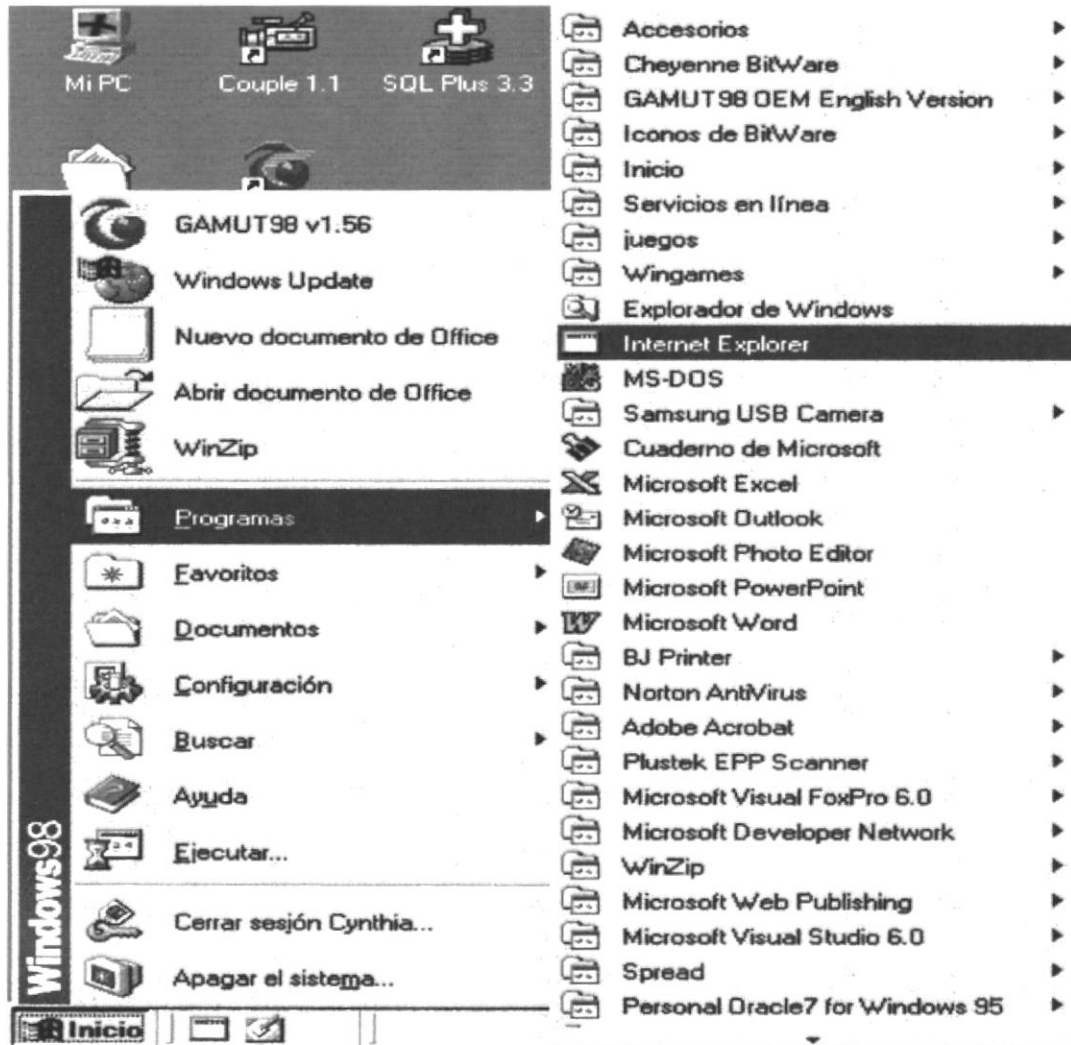 Mi PC
Couple 1.1
SQL Plus 3.3
GAMUT98 v1.56
Windows Update
Nuevo documento de Office
Abrir documento de Office
WinZip
Programas
Favoritos
Documentos
Configuración
Buscar
Ayuda
Ejecutar...
Cerrar sesión Cynthia...
Apagar el sistema...
Windows98
Inicio
Accesorios
Cheyenne BitWare
GAMUT98 OEM English Version
Iconos de BitWare
Inicio
Servicios en línea
juegos
Wingames
Explorador de Windows
Internet Explorer
MS-DOS
Samsung USB Camera
Cuaderno de Microsoft
Microsoft Excel
Microsoft Outlook
Microsoft Photo Editor
Microsoft PowerPoint
Microsoft Word
BJ Printer
Norton AntiVirus
Adobe Acrobat
Plustek EPP Scanner
Microsoft Visual FoxPro 6.0
Microsoft Developer Network
WinZip
Microsoft Web Publishing
Microsoft Visual Studio 6.0
Spread
Personal Oracle7 for Windows 95